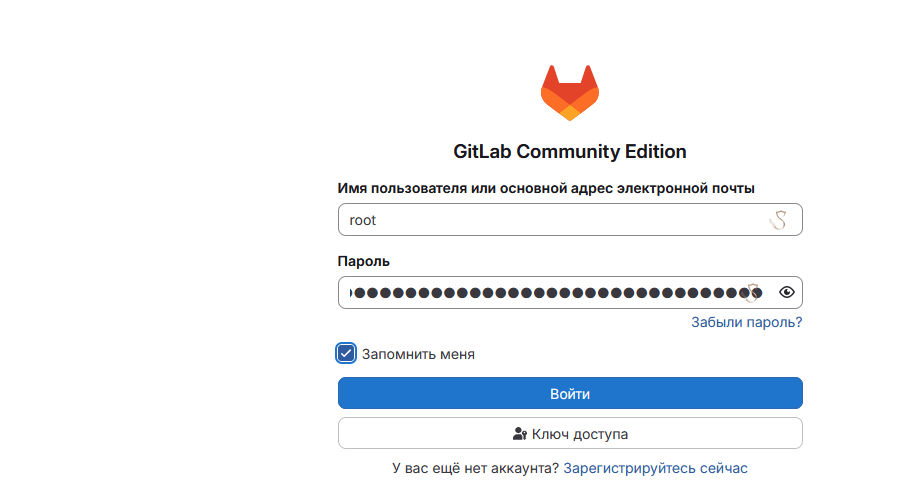 GitLab Community Edition
Имя пользователя или основной адрес электронной почты
root
Пароль
Забыли пароль?
Запомнить меня
Войти
Ключ доступа
У вас ещё нет аккаунта? Зарегистрируйтесь сейчас